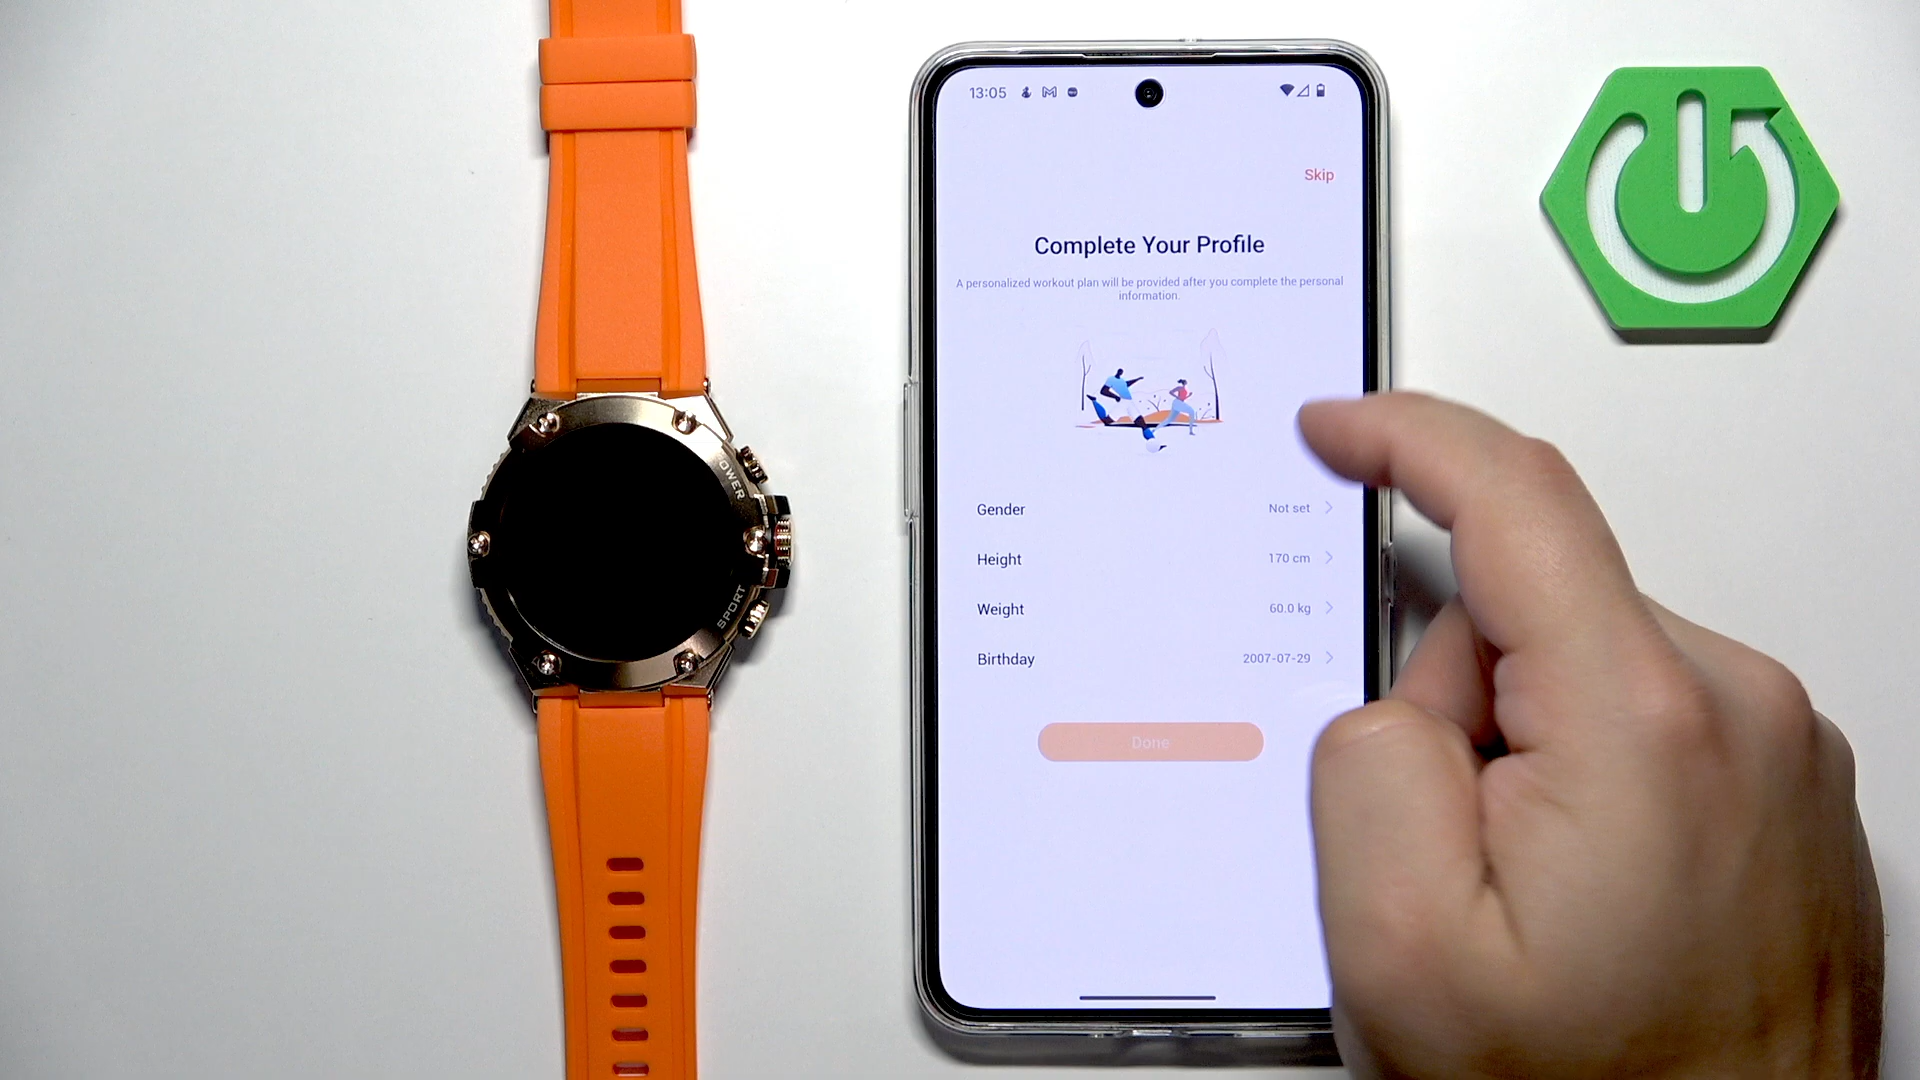 13:05
Skip
Complete Your Profile
A personalized workout plan will be provided after you complete the personal
information.
Gender Not set
Height 170 cm
Weight 60.0 kg
Birthday 2007-07-29
Done
POWER
SPORT